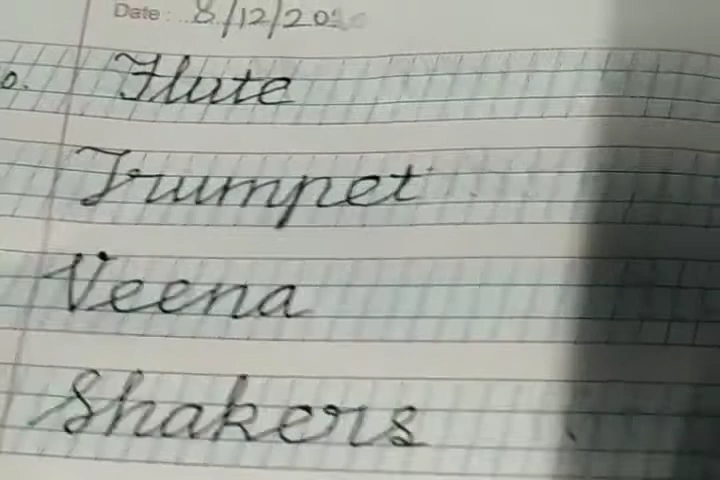 Date: 8/12/20
o.
Flute
Trumpet
Veena
Shakers